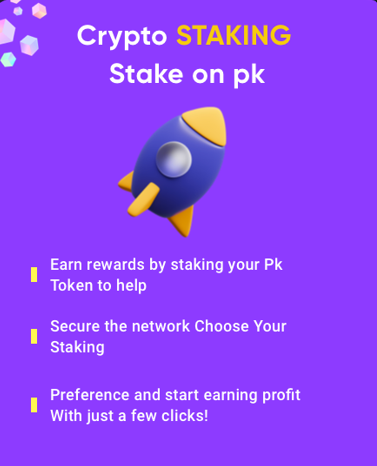 Crypto STAKING
Stake on pk
Earn rewards by staking your Pk
Token to help
Secure the network Choose Your
Staking
Preference and start earning profit
With just a few clicks!